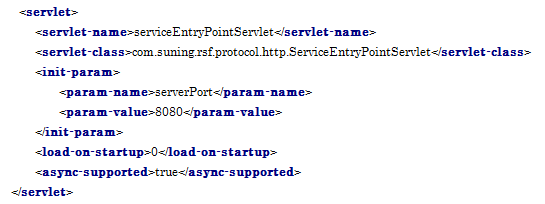 <servlet>
<servlet-name>serviceEntryPointServlet</servlet-name>
<servlet-class>com.suning.rsf.protocol.http.ServiceEntryPointServlet</servlet-class>
<init-param>
<param-name>serverPort</param-name>
<param-value>8080</param-value>
</init-param>
<load-on-startup>0</load-on-startup>
<async-supported>true</async-supported>
</servlet>